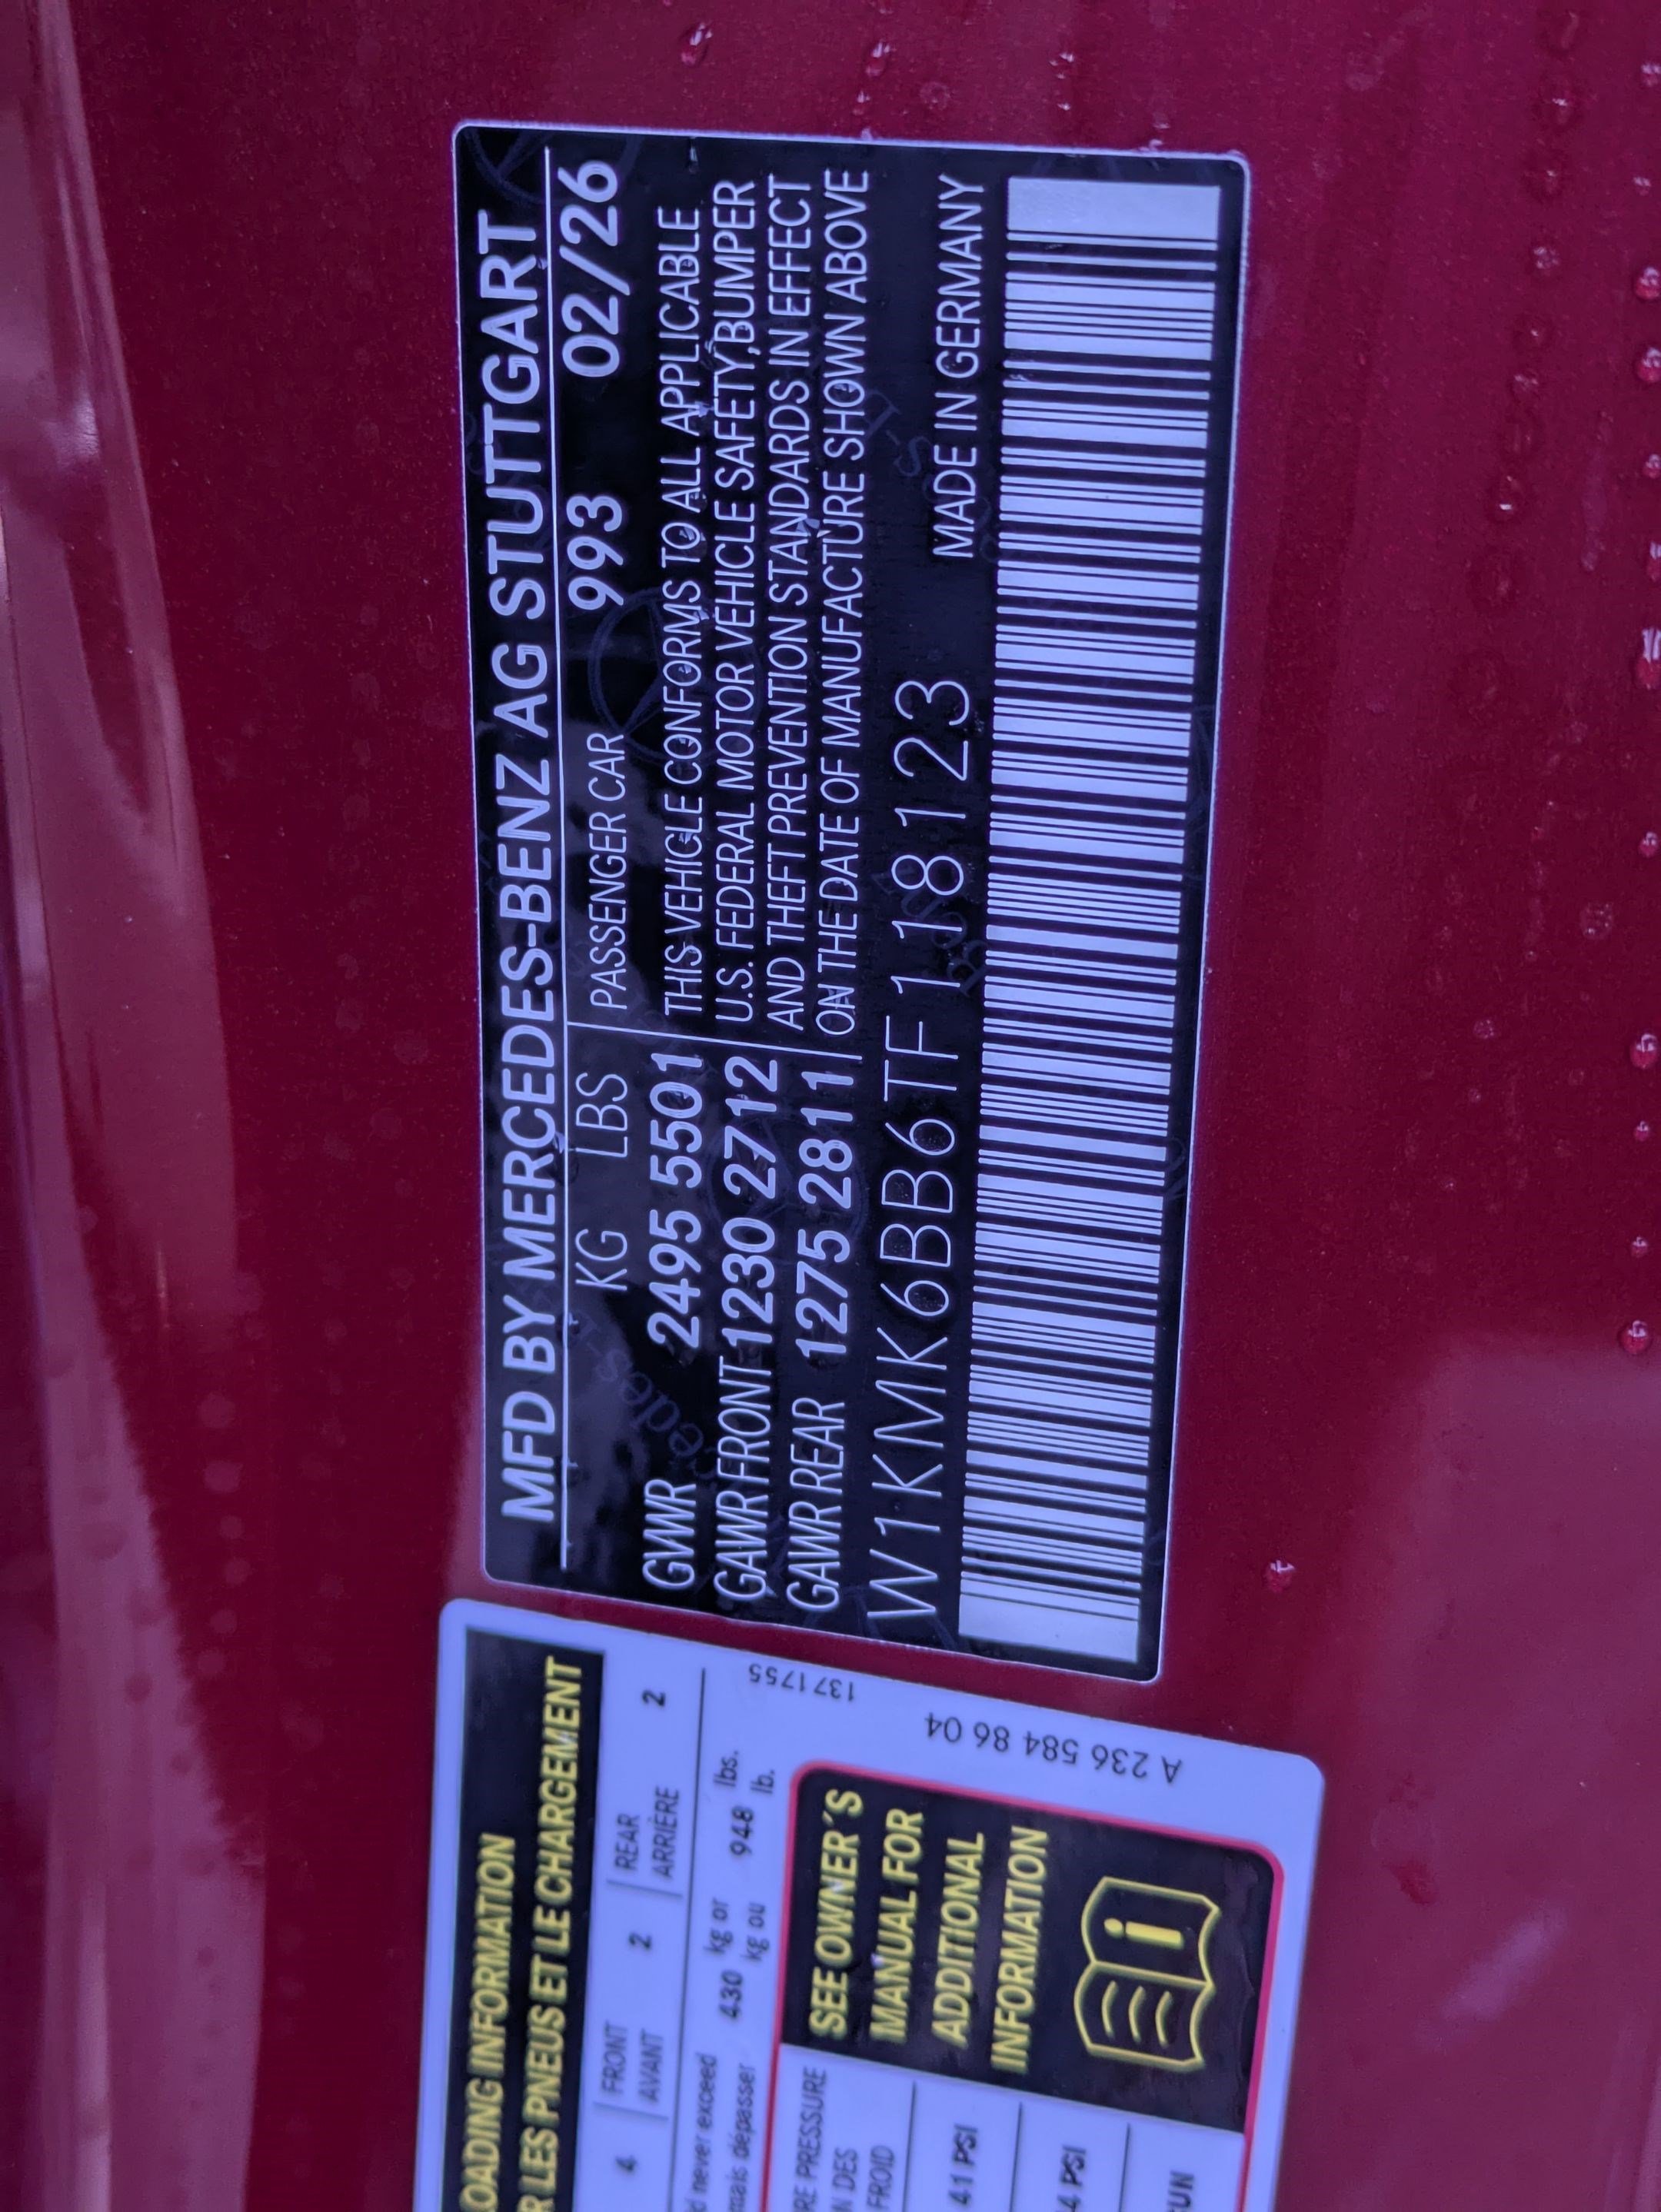 MFD BY MERCEDES-BENZ AG STUTTGART
KG LBS PASSENGER CAR 993 02/26
GVWR 2495 5501 THIS VEHICLE CONFORMS TO ALL APPLICABLE
GAWR FRONT 1230 2712 U.S. FEDERAL MOTOR VEHICLE SAFETY,BUMPER
GAWR REAR 1275 2811 AND THEFT PREVENTION STANDARDS IN EFFECT
ON THE DATE OF MANUFACTURE SHOWN ABOVE
W1KMK6BB6TF118123 MADE IN GERMANY
LOADING INFORMATION
LES PNEUS ET LE CHARGEMENT
4 FRONT 2 REAR 2
AVANT ARRIÈRE
never exceed 430 kg or 948 lbs.
dépasser kg ou lb.
1371755
A 236 584 86 04
PRESSURE
DES
FROID
41 PSI
PSI
SEE OWNER'S
MANUAL FOR
ADDITIONAL
INFORMATION
i